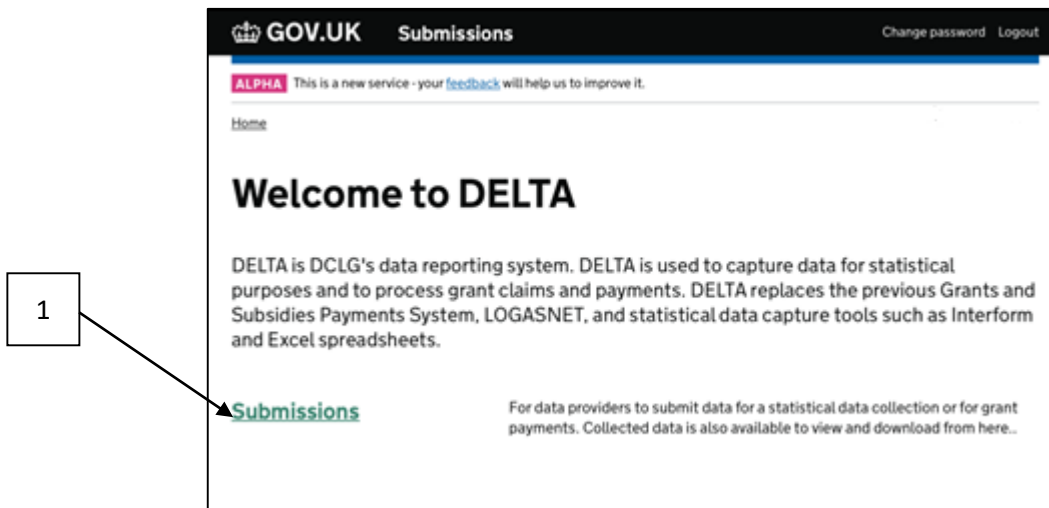 GOV.UK Submissions Change password Logout
ALPHA This is a new service - your feedback will help us to improve it.
Home
Welcome to DELTA
DELTA is DCLG's data reporting system. DELTA is used to capture data for statistical
purposes and to process grant claims and payments. DELTA replaces the previous Grants and
Subsidies Payments System, LOGASNET, and statistical data capture tools such as Interform
and Excel spreadsheets.
1
Submissions
For data providers to submit data for a statistical data collection or for grant
payments. Collected data is also available to view and download from here..